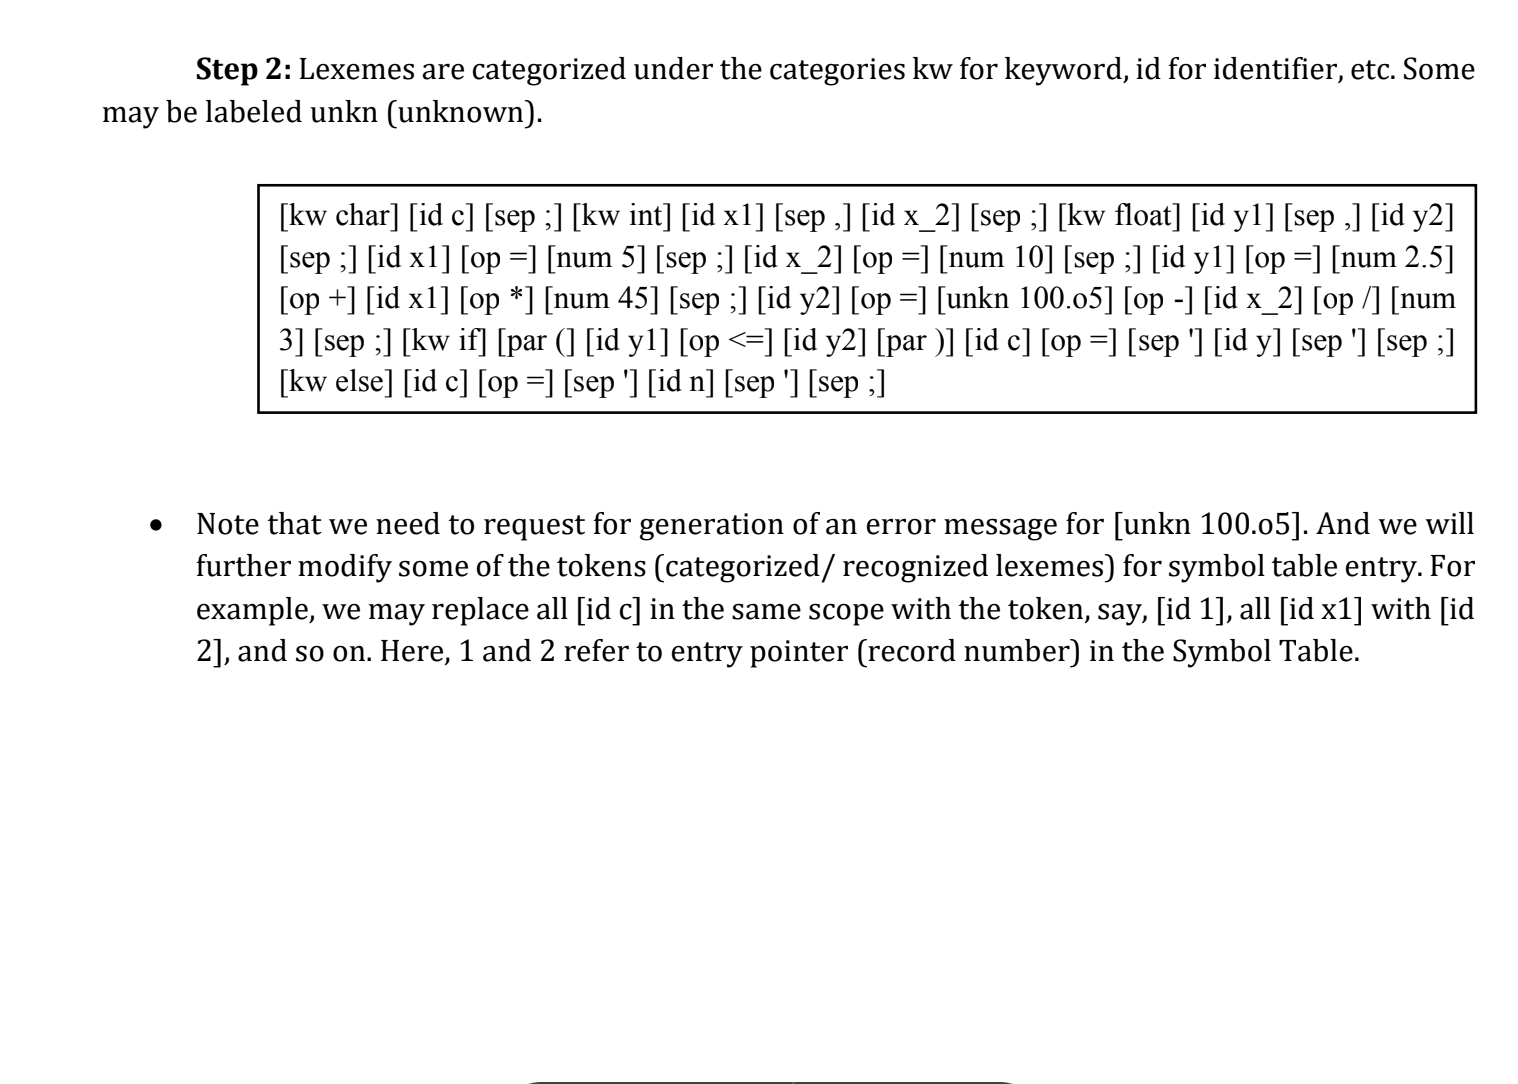 Step 2: Lexemes are categorized under the categories kw for keyword, id for identifier, etc. Some
may be labeled unkn (unknown).
[kw char] [id c] [sep ;] [kw int] [id x1] [sep ,] [id x_2] [sep ;] [kw float] [id y1] [sep ,] [id y2]
[sep ;] [id x1] [op =] [num 5] [sep ;] [id x_2] [op =] [num 10] [sep ;] [id y1] [op =] [num 2.5]
[op +] [id x1] [op *] [num 45] [sep ;] [id y2] [op =] [unkn 100.o5] [op -] [id x_2] [op /] [num
3] [sep ;] [kw if] [par (] [id y1] [op <=] [id y2] [par )] [id c] [op =] [sep '] [id y] [sep '] [sep ;]
[kw else] [id c] [op =] [sep '] [id n] [sep '] [sep ;]
• Note that we need to request for generation of an error message for [unkn 100.o5]. And we will
further modify some of the tokens (categorized/ recognized lexemes) for symbol table entry. For
example, we may replace all [id c] in the same scope with the token, say, [id 1], all [id x1] with [id
2], and so on. Here, 1 and 2 refer to entry pointer (record number) in the Symbol Table.